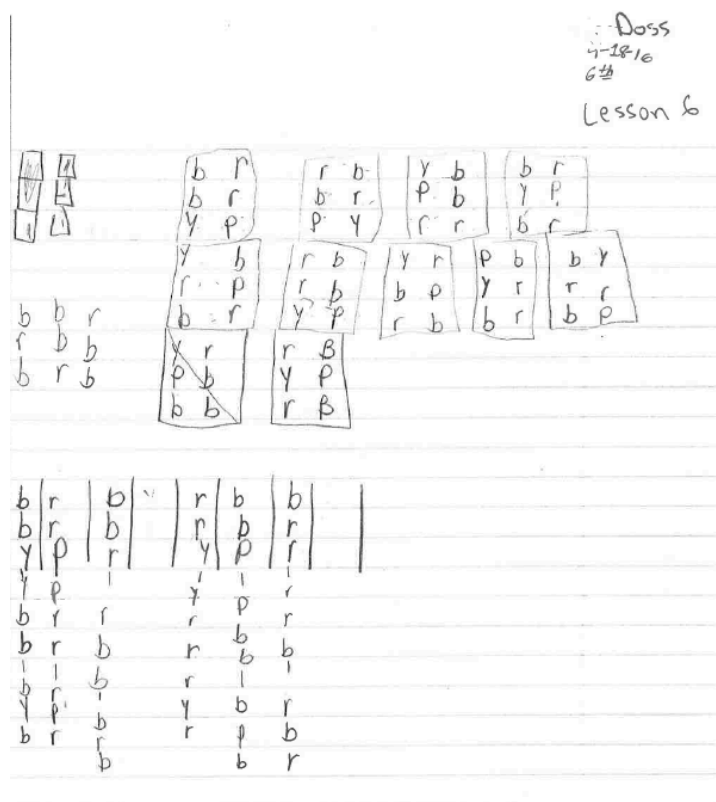 Doss
4-18-16
6th
Lesson 6
b r r b y b b r
b r b r p b y p
y p p y r r b r
y b r b y r p b b y
r p r b b p y r r r
b r y p r b b r b p
b b r
r b b
b r b
y r r B
p b y P
b b r B
b r b r b b
b r b r b r
y p r y p r
y p y r
b r r r p r
b r b r b b
b r b r b
y p y b r
b r b r p b
r b r
b